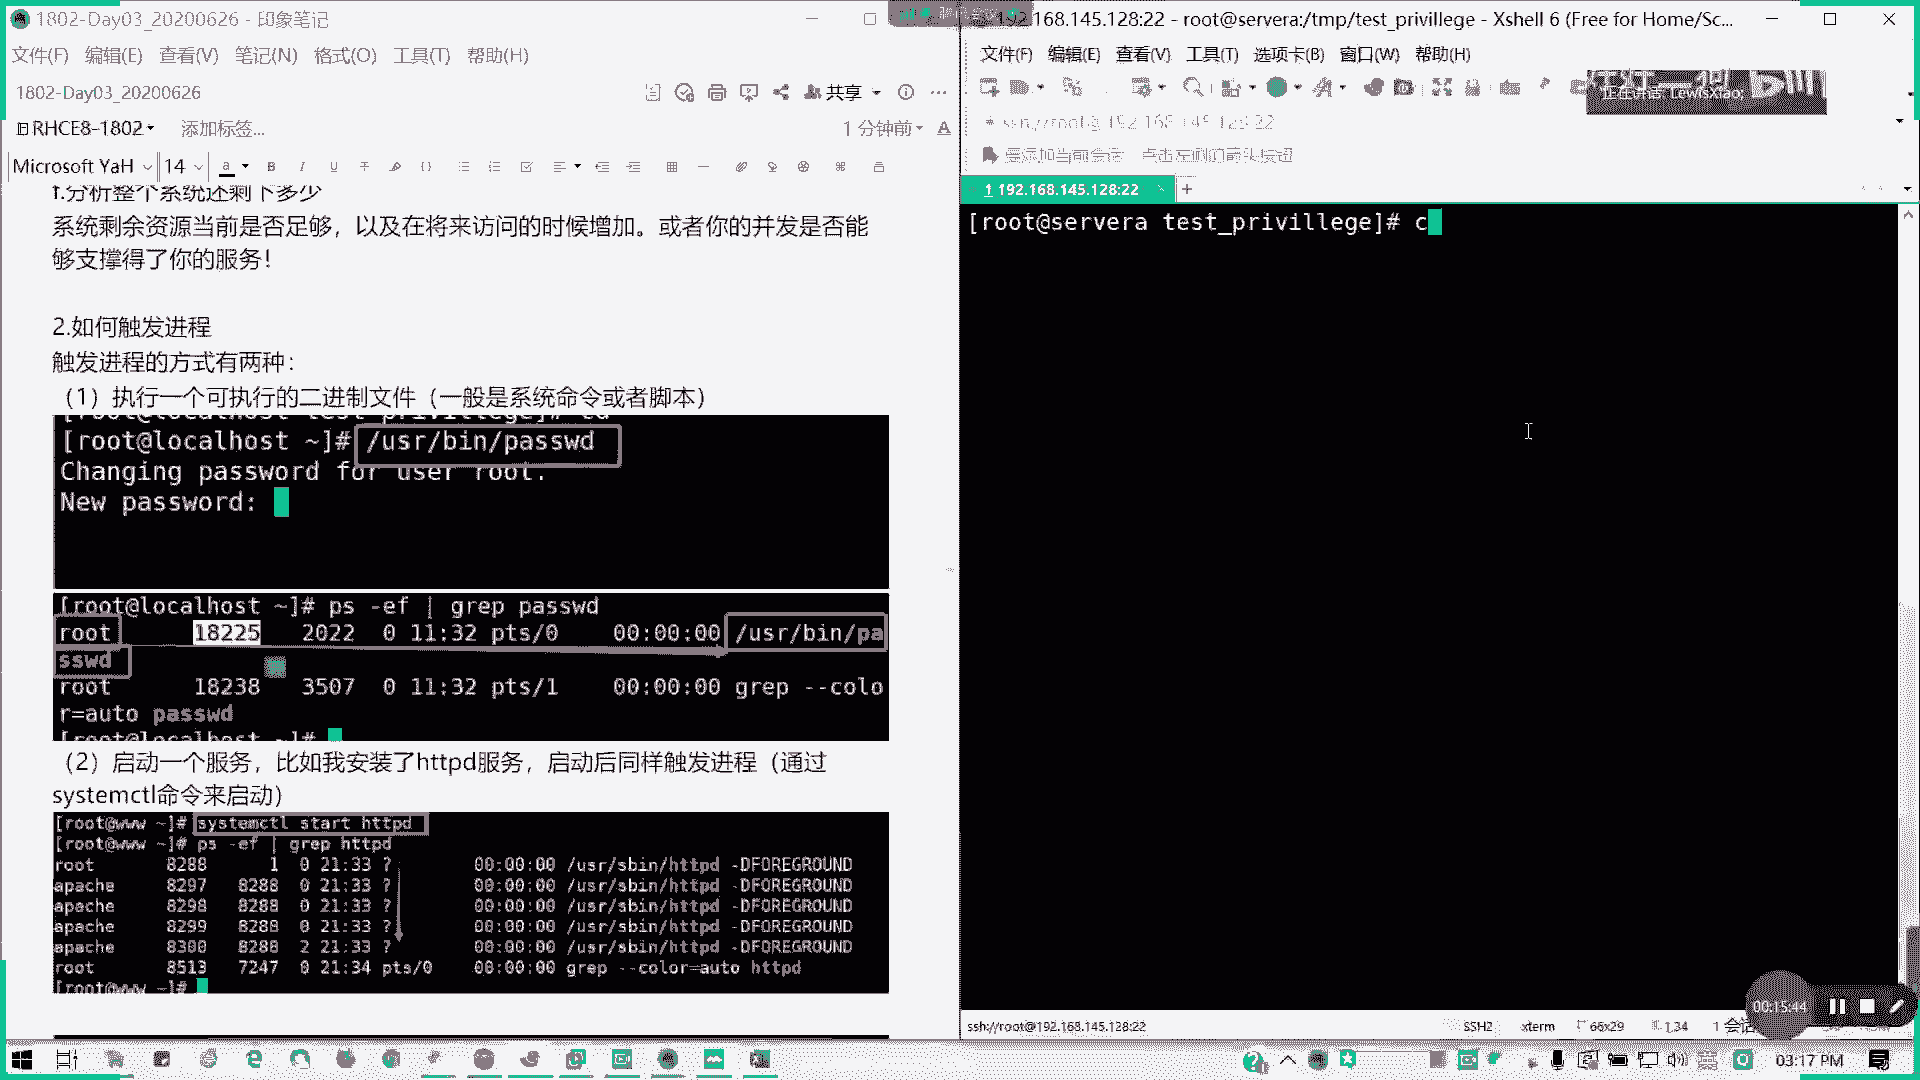 1802-Day03_20200626 - 印象笔记
文件(F) 编辑(E) 查看(V) 笔记(N) 格式(O) 工具(T) 帮助(H)
1802-Day03_20200626
共享
RHCE8-1802 添加标签...
1 分钟前
Microsoft YaH 14
1.分析整个系统还剩下多少
系统剩余资源当前是否足够，以及在将来访问的时候增加。或者你的并发是否能
够支撑得了你的服务！
2.如何触发进程
触发进程的方式有两种：
（1）执行一个可执行的二进制文件（一般是系统命令或者脚本）
[root@localhost test_privillege]# cd
[root@localhost ~]# /usr/bin/passwd
Changing password for user root.
New password:
[root@localhost ~]# ps -ef | grep passwd
root 18225 2022 0 11:32 pts/0 00:00:00 /usr/bin/pa
sswd
root 18238 3507 0 11:32 pts/1 00:00:00 grep --colo
r=auto passwd
[root@localhost ~]#
（2）启动一个服务，比如我安装了httpd服务，启动后同样触发进程（通过
systemctl命令来启动）
[root@www ~]# systemctl start httpd
[root@www ~]# ps -ef | grep httpd
root 8288 1 0 21:33 ? 00:00:00 /usr/sbin/httpd -DFOREGROUND
apache 8297 8288 0 21:33 ? 00:00:00 /usr/sbin/httpd -DFOREGROUND
apache 8298 8288 0 21:33 ? 00:00:00 /usr/sbin/httpd -DFOREGROUND
apache 8299 8288 0 21:33 ? 00:00:00 /usr/sbin/httpd -DFOREGROUND
apache 8300 8288 2 21:33 ? 00:00:00 /usr/sbin/httpd -DFOREGROUND
root 8513 7247 0 21:34 pts/0 00:00:00 grep --color=auto httpd
[root@www ~]#
192.168.145.128:22 - root@servera:/tmp/test_privillege - Xshell 6 (Free for Home/Sc...
文件(F) 编辑(E) 查看(V) 工具(T) 选项卡(B) 窗口(W) 帮助(H)
正在讲话: LewisXiao;
ssh://root@192.168.145.128:22
要添加当前会话，点击左侧的箭头按钮
1 192.168.145.128:22
[root@servera test_privillege]# c
00:15:44
ssh://root@192.168.145.128:22 SSH2 xterm 66x29 1,34 1 会话
03:17 PM